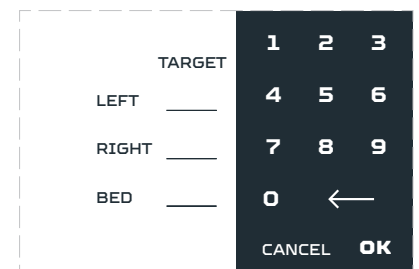 TARGET
LEFT
RIGHT
BED
1 2 3
4 5 6
7 8 9
0
CANCEL OK